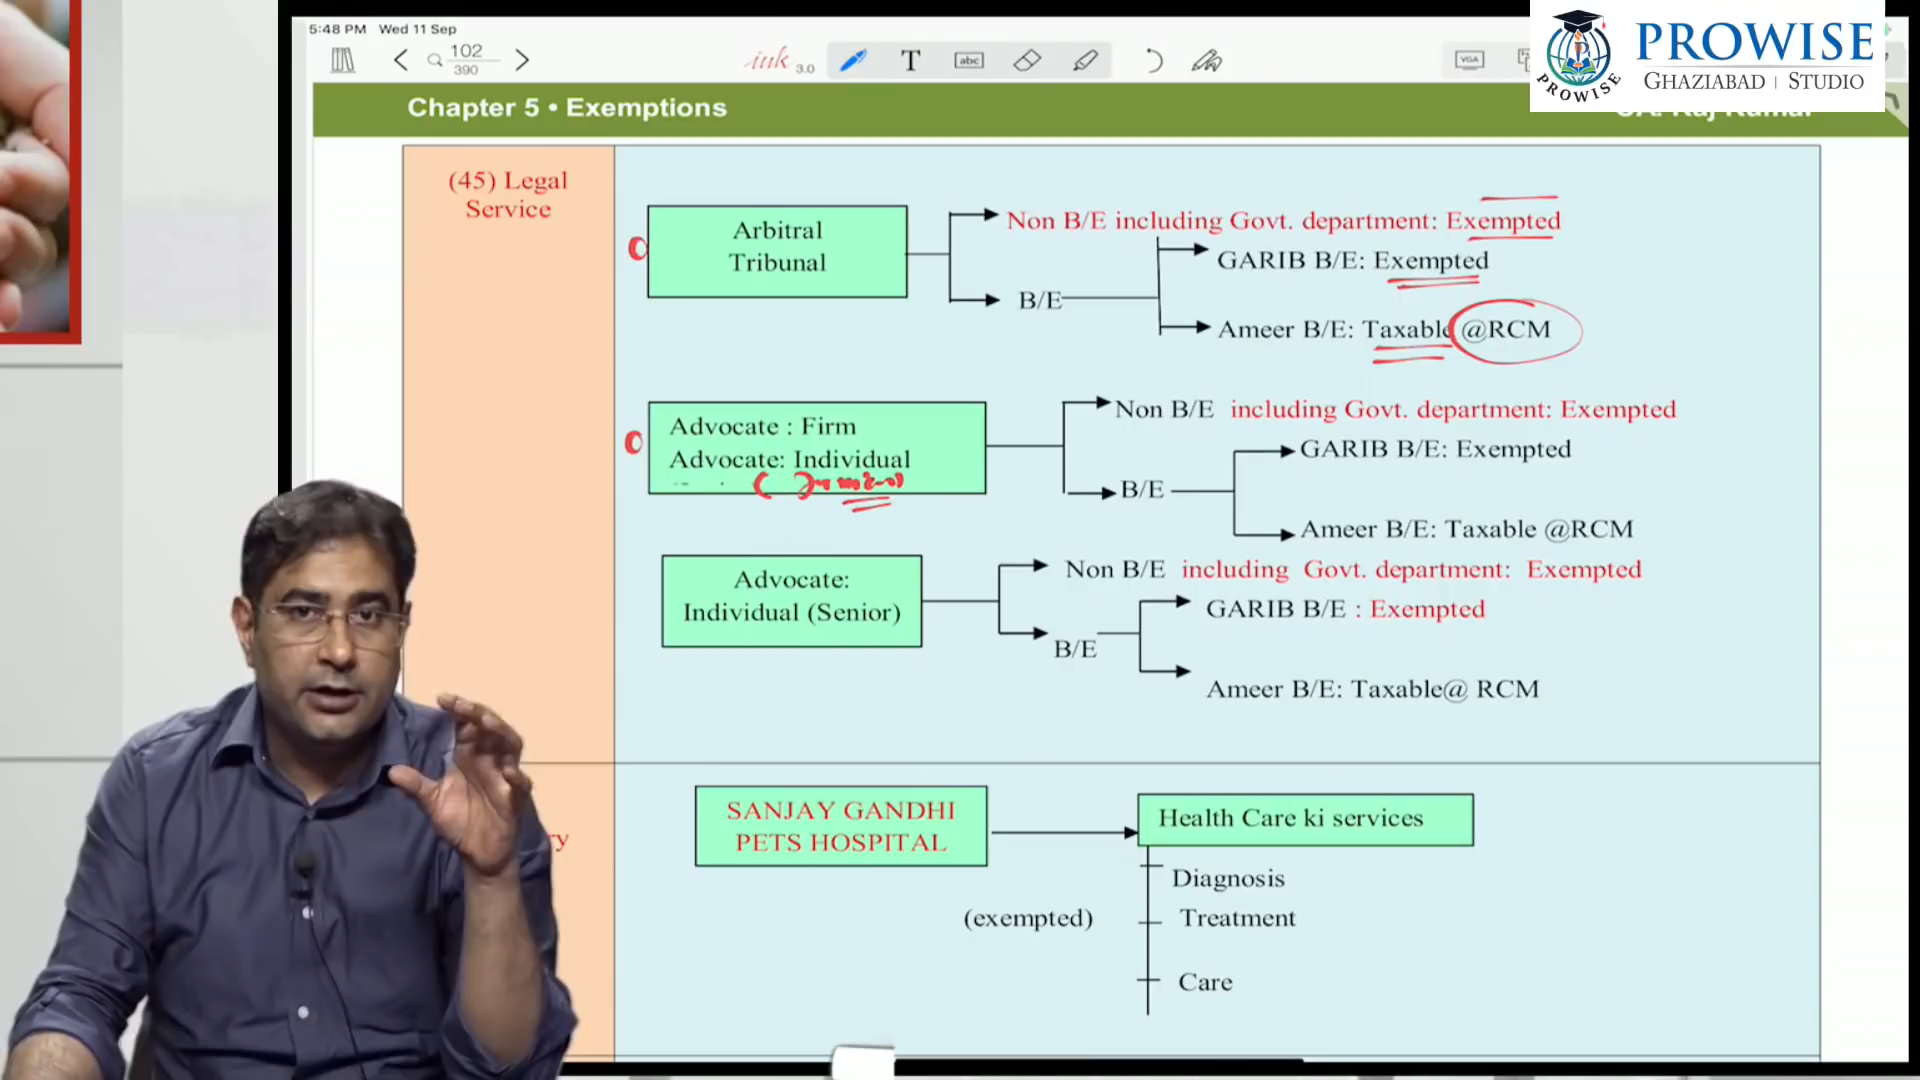 5:48 PM Wed 11 Sep
102
390
ink 3.0
T
abc
VGA
PROWISE
PROWISE
GHAZIABAD | STUDIO
Chapter 5 • Exemptions
(45) Legal
Service
Arbitral
Tribunal
Non B/E including Govt. department: Exempted
GARIB B/E: Exempted
B/E
Ameer B/E: Taxable @RCM
Advocate : Firm
Advocate: Individual
Non B/E including Govt. department: Exempted
GARIB B/E: Exempted
B/E
Ameer B/E: Taxable @RCM
Advocate:
Individual (Senior)
Non B/E including Govt. department: Exempted
GARIB B/E : Exempted
B/E
Ameer B/E: Taxable@ RCM
SANJAY GANDHI
PETS HOSPITAL
Health Care ki services
Diagnosis
(exempted)
Treatment
Care